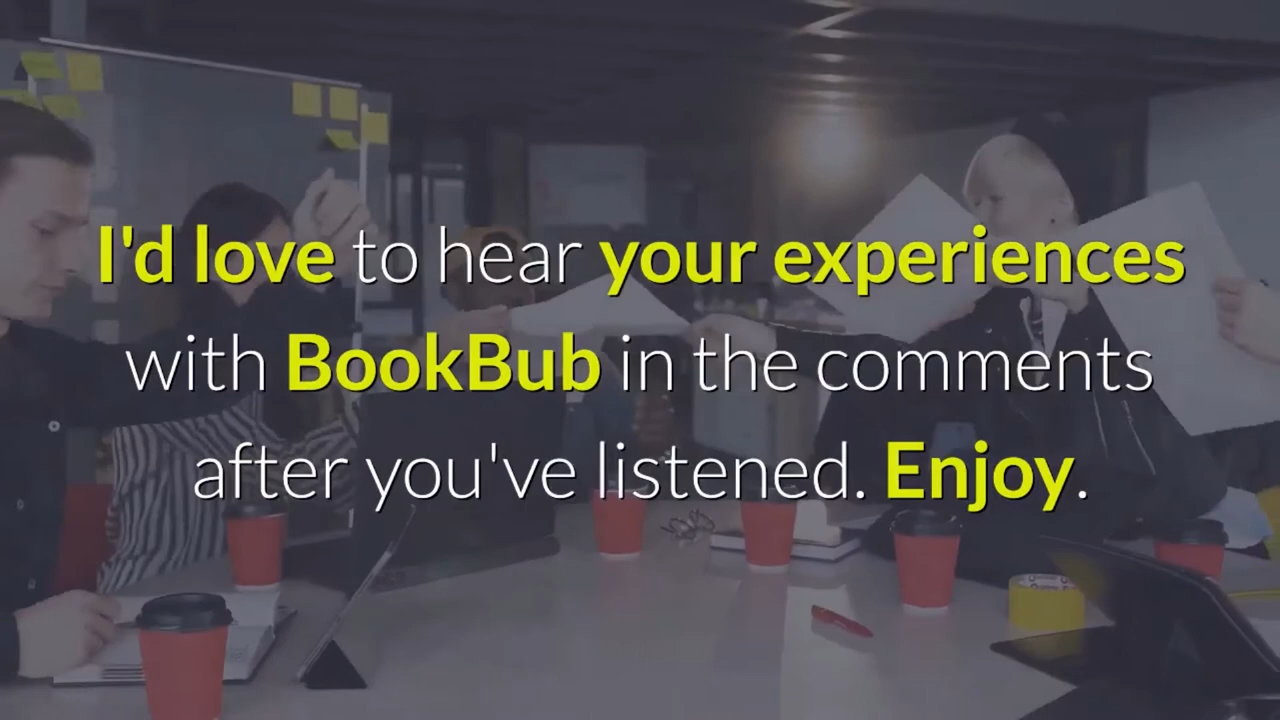 I'd love to hear your experiences
with BookBub in the comments
after you've listened. Enjoy.